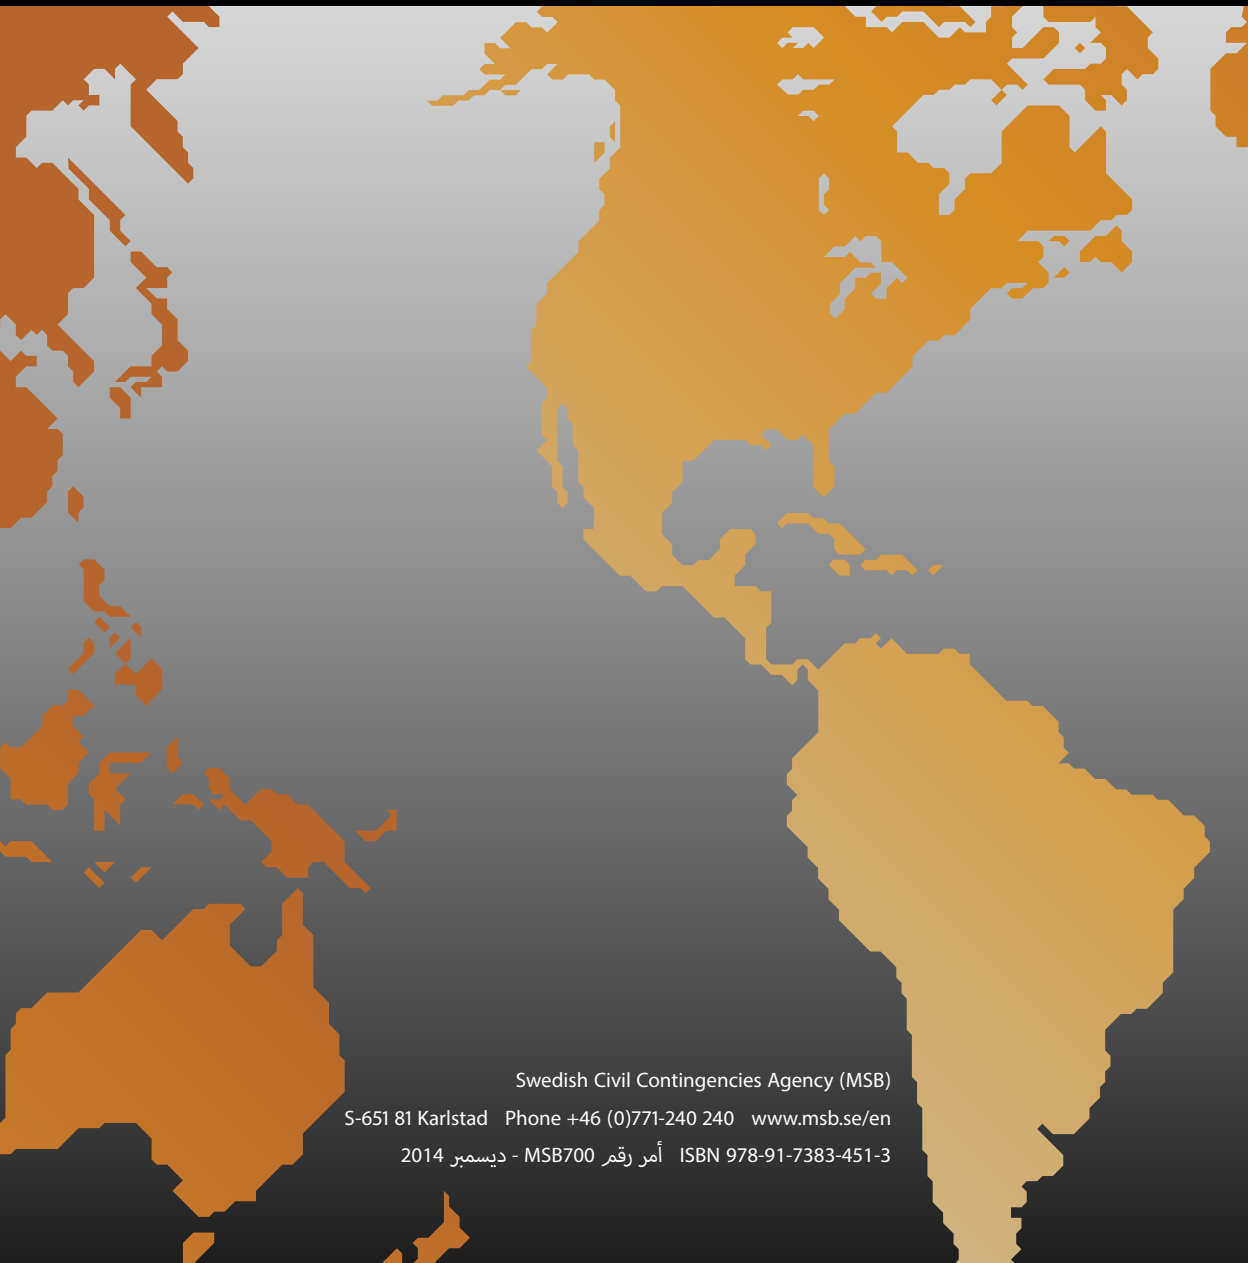 Swedish Civil Contingencies Agency (MSB)
S-651 81 Karlstad Phone +46 (0)771-240 240 www.msb.se/en
ISBN 978-91-7383-451-3 أمر رقم MSB700 - ديسمبر 2014